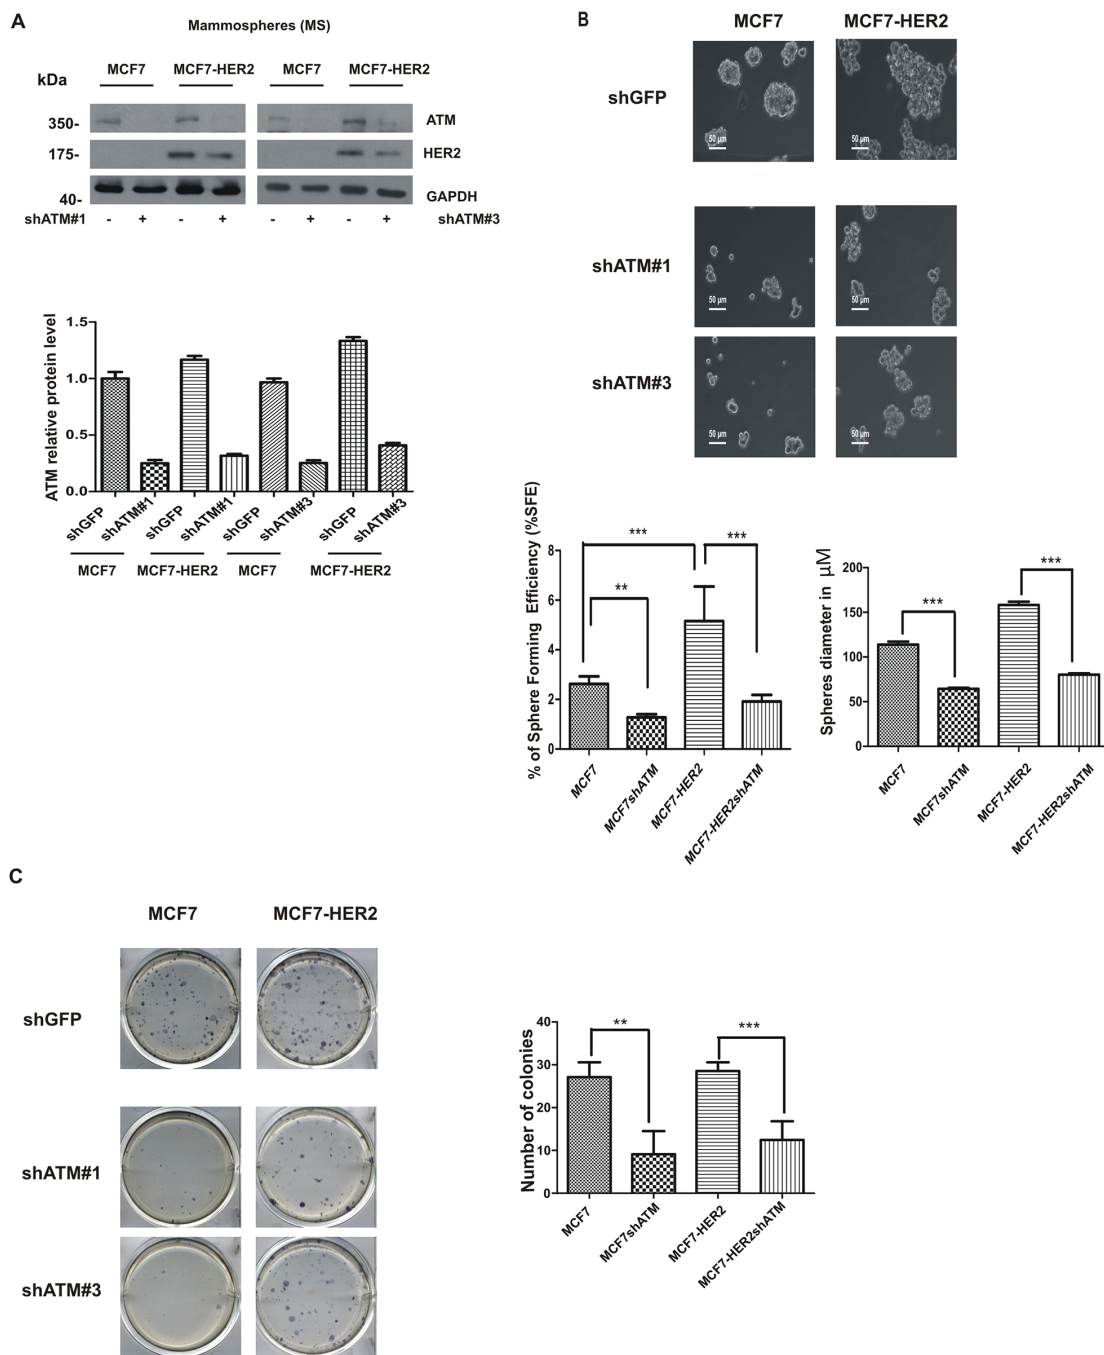 A
Mammospheres (MS)
MCF7 MCF7-HER2 MCF7 MCF7-HER2
kDa
350- ATM
175- HER2
40- GAPDH
shATM#1 - + - + - + - + shATM#3
ATM relative protein level
1.5
1.0
0.5
0.0
shGFP shATM#1 shGFP shATM#1 shGFP shATM#3 shGFP shATM#3
MCF7 MCF7-HER2 MCF7 MCF7-HER2
B
MCF7 MCF7-HER2
shGFP
50 µm 50 µm
shATM#1
50 µm 50 µm
shATM#3
50 µm 50 µm
% of Sphere Forming Efficiency (%SFE)
8
6
4
2
0
*** ***
**
MCF7 MCF7shATM MCF7-HER2 MCF7-HER2shATM
Spheres diameter in µM
200
150
100
50
0
*** ***
MCF7 MCF7shATM MCF7-HER2 MCF7-HER2shATM
C
MCF7 MCF7-HER2
shGFP
shATM#1
shATM#3
Number of colonies
40
30
20
10
0
** ***
MCF7 MCF7shATM MCF7-HER2 MCF7-HER2shATM